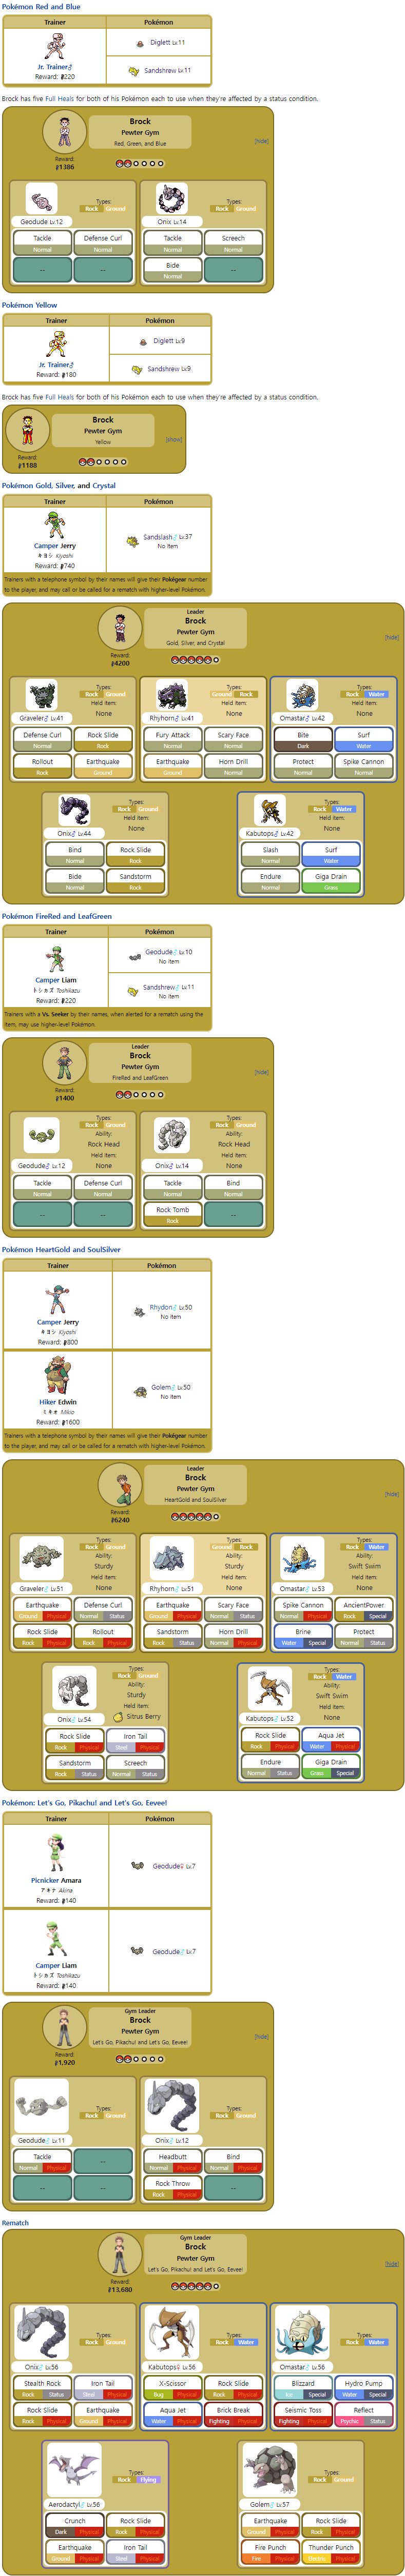 Pokémon Red and Blue
Trainer Pokémon
Diglett Lv.11
Jr. Trainer♂
Reward: 220
Sandshrew Lv.11
Brock has five Full Heals for both of his Pokémon each to use when they're affected by a status condition.
Brock
Pewter Gym
Red, Green, and Blue
[hide]
Reward:
1386
Types:
Rock Ground
Geodude Lv.12
Types:
Rock Ground
Onix Lv.14
Tackle Defense Curl
Normal Normal
-- --
Tackle Screech
Normal Normal
Bide --
Normal
Pokémon Yellow
Trainer Pokémon
Diglett Lv.9
Jr. Trainer♂
Reward: 180
Sandshrew Lv.9
Brock has five Full Heals for both of his Pokémon each to use when they're affected by a status condition.
Brock
Pewter Gym
Yellow
[show]
Reward:
1188
Pokémon Gold, Silver, and Crystal
Trainer Pokémon
Camper Jerry
キヨシ Kiyoshi
Reward: 740
Sandslash♂ Lv.37
No item
Trainers with a telephone symbol by their names will give their Pokégear number
to the player, and may call or be called for a rematch with higher-level Pokémon.
Leader
Brock
Pewter Gym
Gold, Silver, and Crystal
[hide]
Reward:
4200
Types:
Rock Ground
Held item:
None
Graveler♂ Lv.41
Defense Curl Rock Slide
Normal Rock
Rollout Earthquake
Rock Ground
Types:
Ground Rock
Held item:
None
Rhyhorn♂ Lv.41
Fury Attack Scary Face
Normal Normal
Earthquake Horn Drill
Ground Normal
Types:
Rock Water
Held item:
None
Omastar♂ Lv.42
Bite Surf
Dark Water
Protect Spike Cannon
Normal Normal
Types:
Rock Ground
Held item:
None
Onix♂ Lv.44
Bind Rock Slide
Normal Rock
Bide Sandstorm
Normal Rock
Types:
Rock Water
Held item:
None
Kabutops♂ Lv.42
Slash Surf
Normal Water
Endure Giga Drain
Normal Grass
Pokémon FireRed and LeafGreen
Trainer Pokémon
Camper Liam
トシカズ Toshikazu
Reward: 220
Geodude♂ Lv.10
No item
Sandshrew♂ Lv.11
No item
Trainers with a Vs. Seeker by their names, when alerted for a rematch using the
item, may use higher-level Pokémon.
Leader
Brock
Pewter Gym
FireRed and LeafGreen
[hide]
Reward:
1400
Types:
Rock Ground
Ability:
Rock Head
Held item:
None
Geodude♂ Lv.12
Tackle Defense Curl
Normal Normal
-- --
Types:
Rock Ground
Ability:
Rock Head
Held item:
None
Onix♂ Lv.14
Tackle Bind
Normal Normal
Rock Tomb --
Rock
Pokémon HeartGold and SoulSilver
Trainer Pokémon
Camper Jerry
キヨシ Kiyoshi
Reward: 800
Rhydon♂ Lv.50
No item
Hiker Edwin
ミキオ Mikio
Reward: 1600
Golem♂ Lv.50
No item
Trainers with a telephone symbol by their names will give their Pokégear number
to the player, and may call or be called for a rematch with higher-level Pokémon.
Leader
Brock
Pewter Gym
HeartGold and SoulSilver
[hide]
Reward:
6240
Types:
Rock Ground
Ability:
Sturdy
Held item:
None
Graveler♂ Lv.51
Earthquake Defense Curl
Ground Physical Normal Status
Rock Slide Rollout
Rock Physical Rock Physical
Types:
Ground Rock
Ability:
Sturdy
Held item:
None
Rhyhorn♂ Lv.51
Earthquake Scary Face
Ground Physical Normal Status
Sandstorm Horn Drill
Rock Status Normal Physical
Types:
Rock Water
Ability:
Swift Swim
Held item:
None
Omastar♂ Lv.53
Spike Cannon AncientPower
Normal Physical Rock Special
Brine Protect
Water Special Normal Status
Types:
Rock Ground
Ability:
Sturdy
Held item:
Sitrus Berry
Onix♂ Lv.54
Rock Slide Iron Tail
Rock Physical Steel Physical
Sandstorm Screech
Rock Status Normal Status
Types:
Rock Water
Ability:
Swift Swim
Held item:
None
Kabutops♂ Lv.52
Rock Slide Aqua Jet
Rock Physical Water Physical
Endure Giga Drain
Normal Status Grass Special
Pokémon: Let's Go, Pikachu! and Let's Go, Eevee!
Trainer Pokémon
Picnicker Amara
アキナ Akina
Reward: 140
Geodude♀ Lv.7
Camper Liam
トシカズ Toshikazu
Reward: 140
Geodude♂ Lv.7
Gym Leader
Brock
Pewter Gym
Let's Go, Pikachu! and Let's Go, Eevee!
[hide]
Reward:
1,920
Types:
Rock Ground
Geodude♂ Lv.11
Tackle --
Normal Physical
-- --
Types:
Rock Ground
Onix♂ Lv.12
Headbutt Bind
Normal Physical Normal Physical
Rock Throw --
Rock Physical
Rematch
Gym Leader
Brock
Pewter Gym
Let's Go, Pikachu! and Let's Go, Eevee!
[hide]
Reward:
13,680
Types:
Rock Ground
Onix♂ Lv.56
Stealth Rock Iron Tail
Rock Status Steel Physical
Rock Slide Earthquake
Rock Physical Ground Physical
Types:
Rock Water
Kabutops♀ Lv.56
X-Scissor Rock Slide
Bug Physical Rock Physical
Aqua Jet Brick Break
Water Physical Fighting Physical
Types:
Rock Water
Omastar♂ Lv.56
Blizzard Hydro Pump
Ice Special Water Special
Seismic Toss Reflect
Fighting Physical Psychic Status
Types:
Rock Flying
Aerodactyl♂ Lv.56
Crunch Rock Slide
Dark Physical Rock Physical
Earthquake Iron Tail
Ground Physical Steel Physical
Types:
Rock Ground
Golem♂ Lv.57
Earthquake Rock Slide
Ground Physical Rock Physical
Fire Punch Thunder Punch
Fire Physical Electric Physical